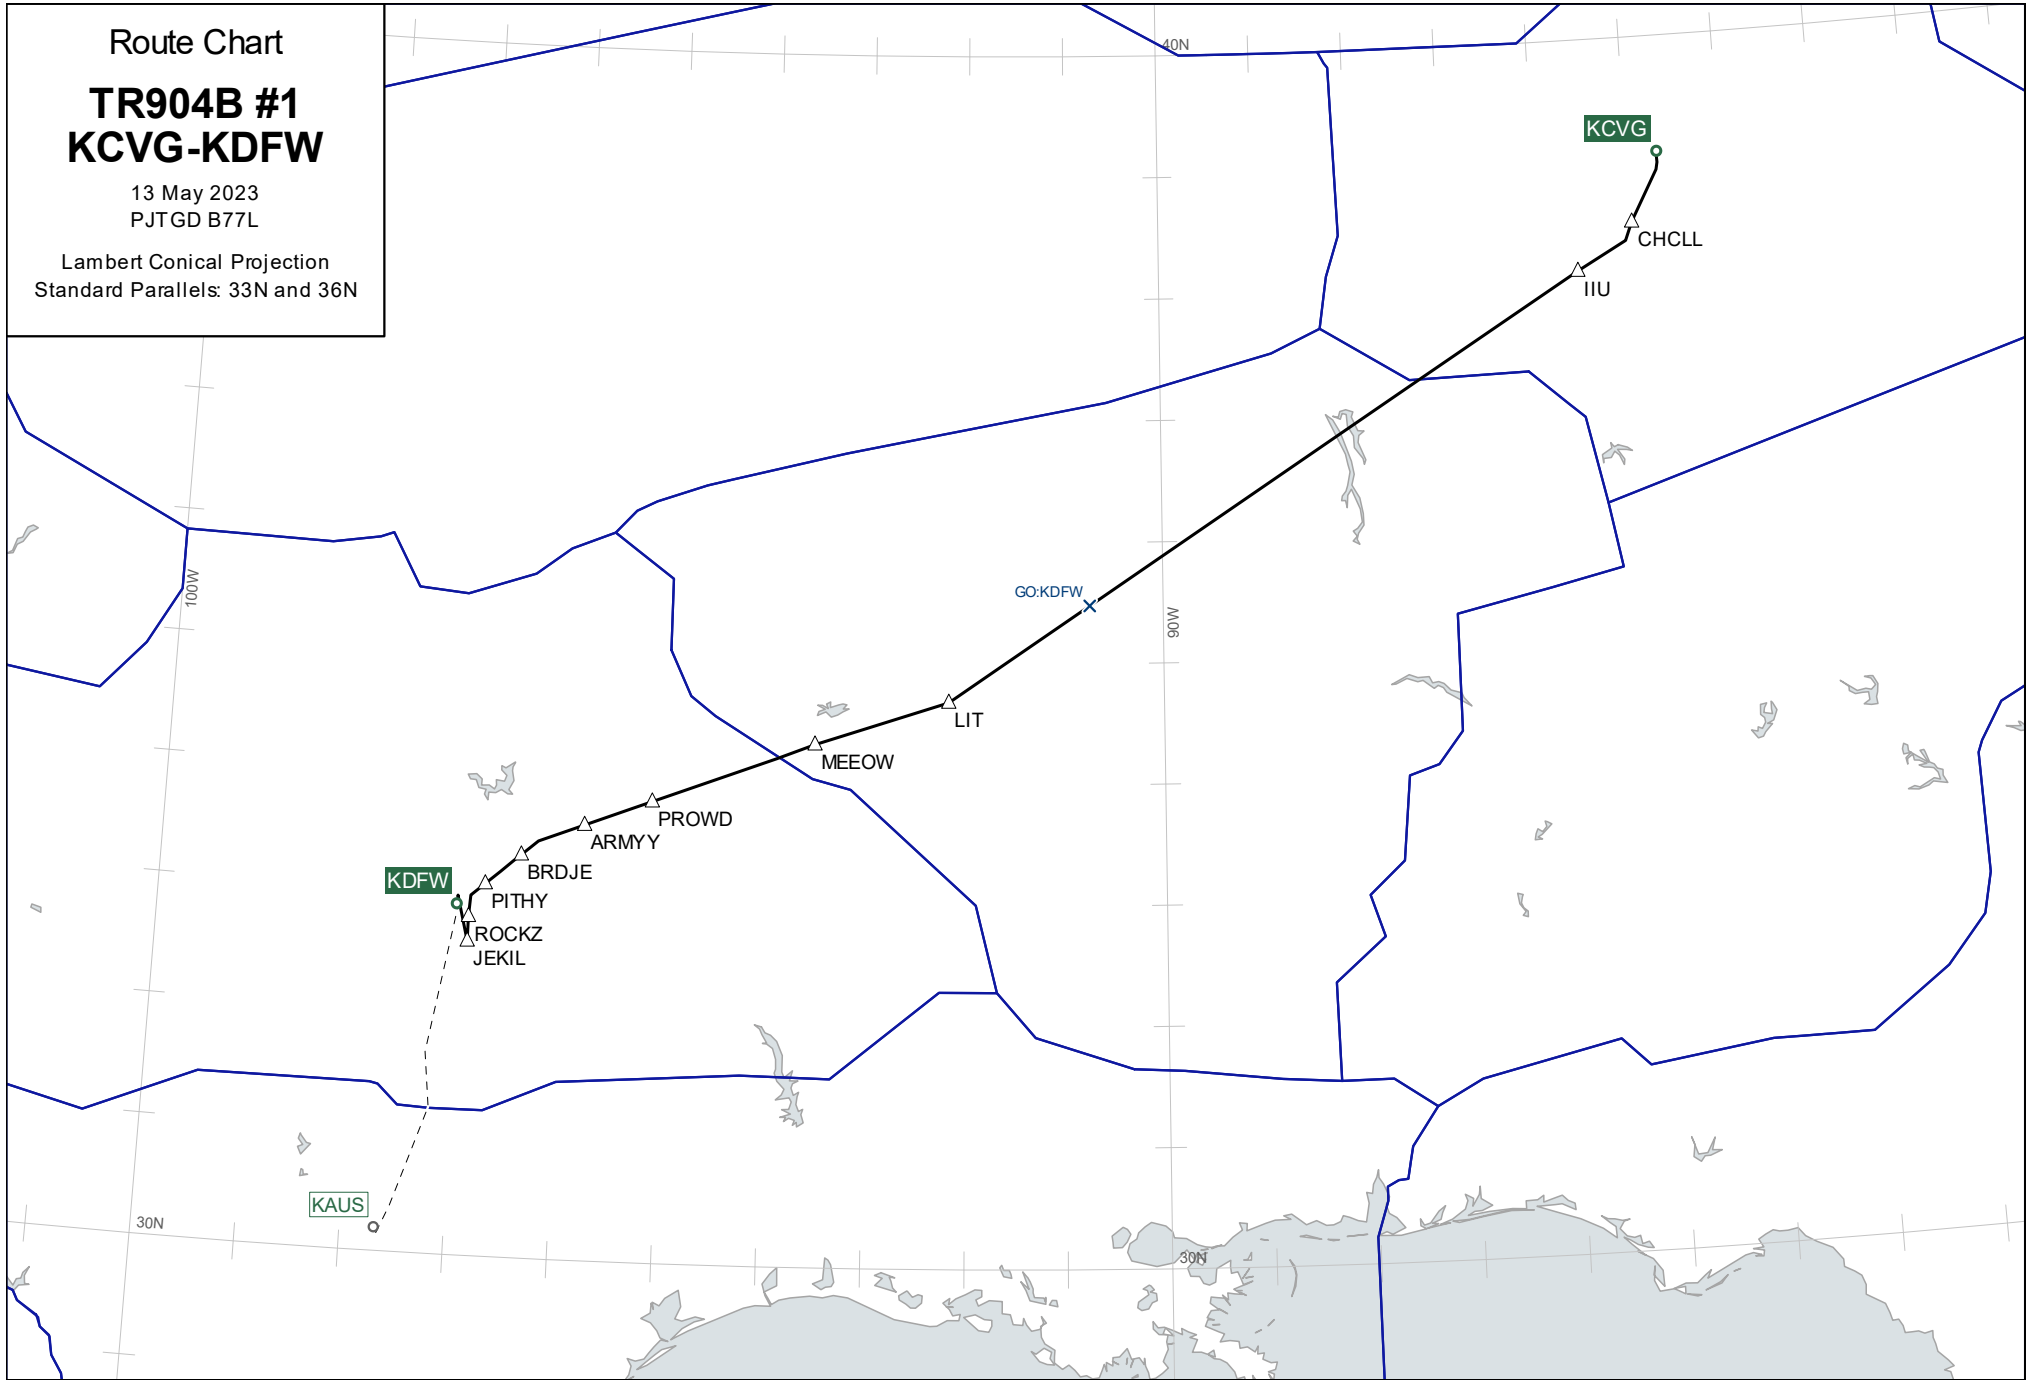 Route Chart
TR904B #1
KCVG-KDFW
13 May 2023
PJTGD B77L
Lambert Conical Projection
Standard Parallels: 33N and 36N
40N
KCVG
CHCLL
IIU
100W
GO:KDFW
90W
LIT
MEEOW
PROWD
ARMYY
BRDJE
KDFW
PITHY
ROCKZ
JEKIL
KAUS
30N
30N